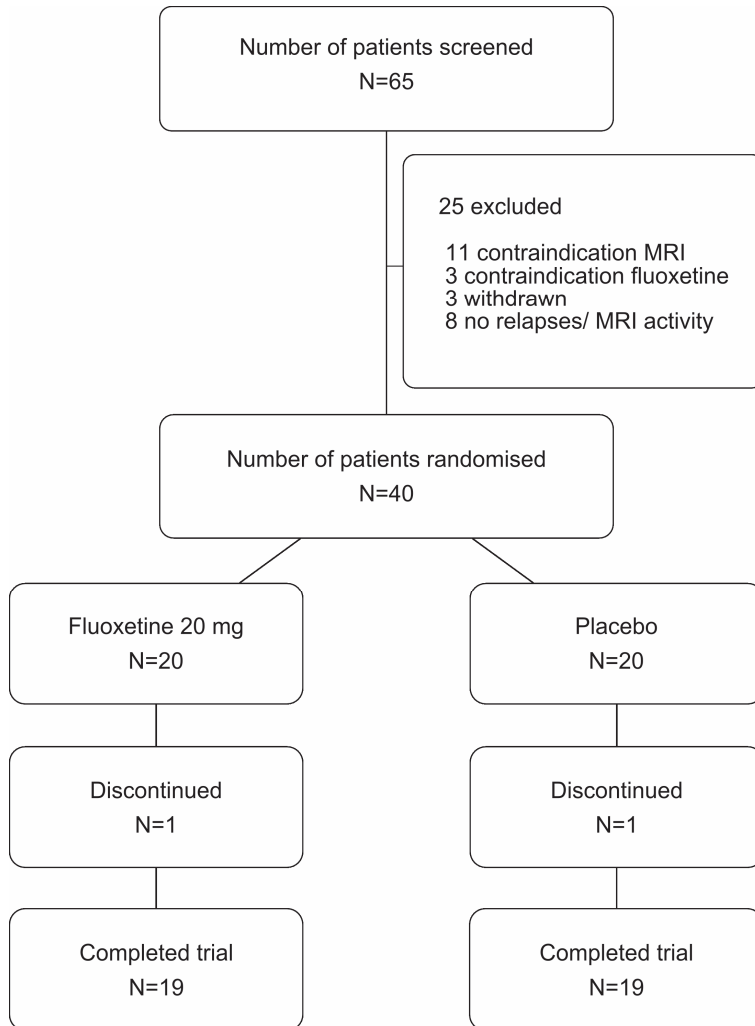 Number of patients screened
N=65
25 excluded
11 contraindication MRI
3 contraindication fluoxetine
3 withdrawn
8 no relapses/ MRI activity
Number of patients randomised
N=40
Fluoxetine 20 mg
N=20
Placebo
N=20
Discontinued
N=1
Discontinued
N=1
Completed trial
N=19
Completed trial
N=19